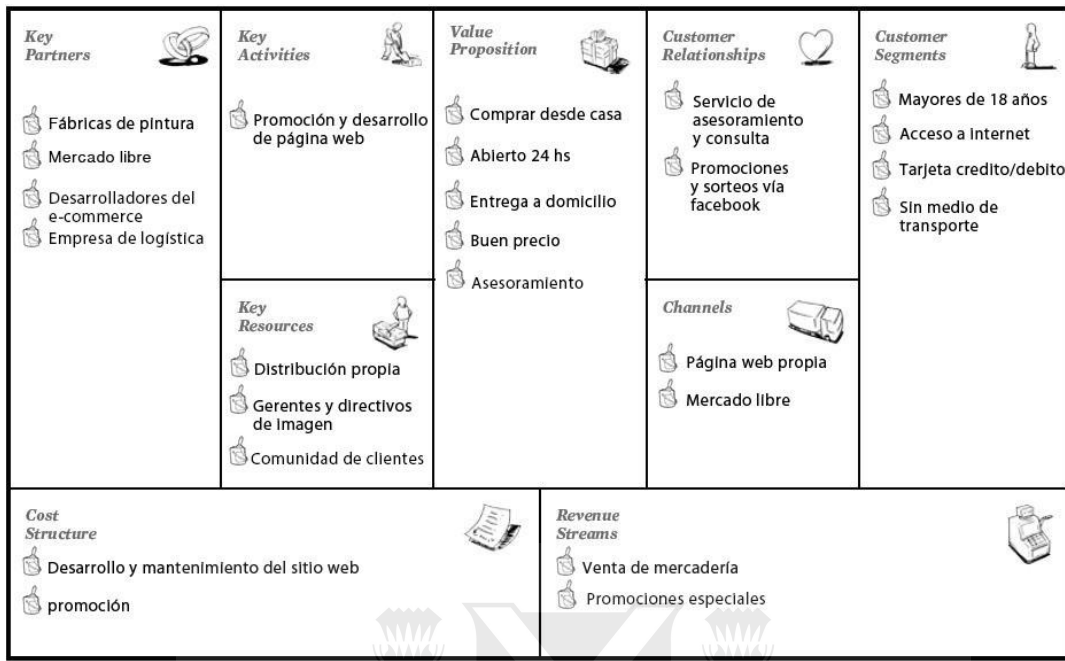 Key
Partners
Fábricas de pintura
Mercado libre
Desarrolladores del
e-commerce
Empresa de logística
Key
Activities
Promoción y desarrollo
de página web
Key
Resources
Distribución propia
Gerentes y directivos
de imagen
Comunidad de clientes
Value
Proposition
Comprar desde casa
Abierto 24 hs
Entrega a domicilio
Buen precio
Asesoramiento
Customer
Relationships
Servicio de
asesoramiento
y consulta
Promociones
y sorteos vía
facebook
Channels
Página web propia
Mercado libre
Customer
Segments
Mayores de 18 años
Acceso a internet
Tarjeta credito/debito
Sin medio de
transporte
Cost
Structure
Desarrollo y mantenimiento del sitio web
promoción
Revenue
Streams
Venta de mercadería
Promociones especiales